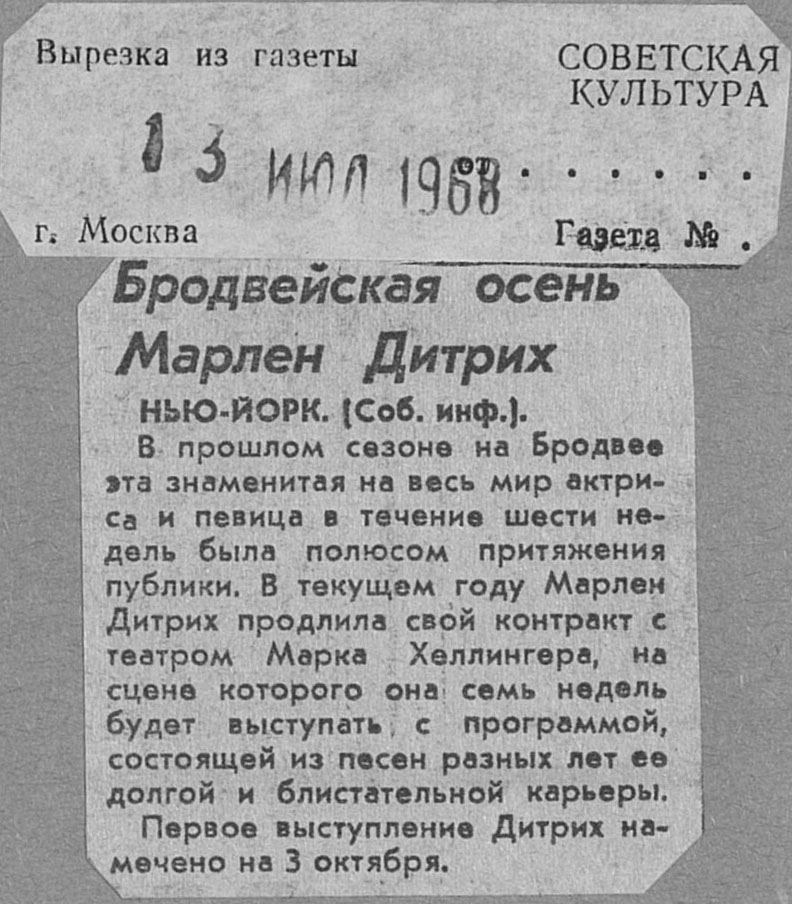 Вырезка из газеты
СОВЕТСКАЯ
КУЛЬТУРА
13 ИЮЛ 1968 от . . . . . . .
г. Москва
Газета № .
Бродвейская осень
Марлен Дитрих
НЬЮ-ЙОРК. (Соб. инф.).
В прошлом сезоне на Бродвее
эта знаменитая на весь мир актри-
са и певица в течение шести не-
дель была полюсом притяжения
публики. В текущем году Марлен
Дитрих продлила свой контракт с
театром Марка Хеллингера, на
сцене которого она семь недель
будет выступать с программой,
состоящей из песен разных лет ее
долгой и блистательной карьеры.
Первое выступление Дитрих на-
мечено на 3 октября.